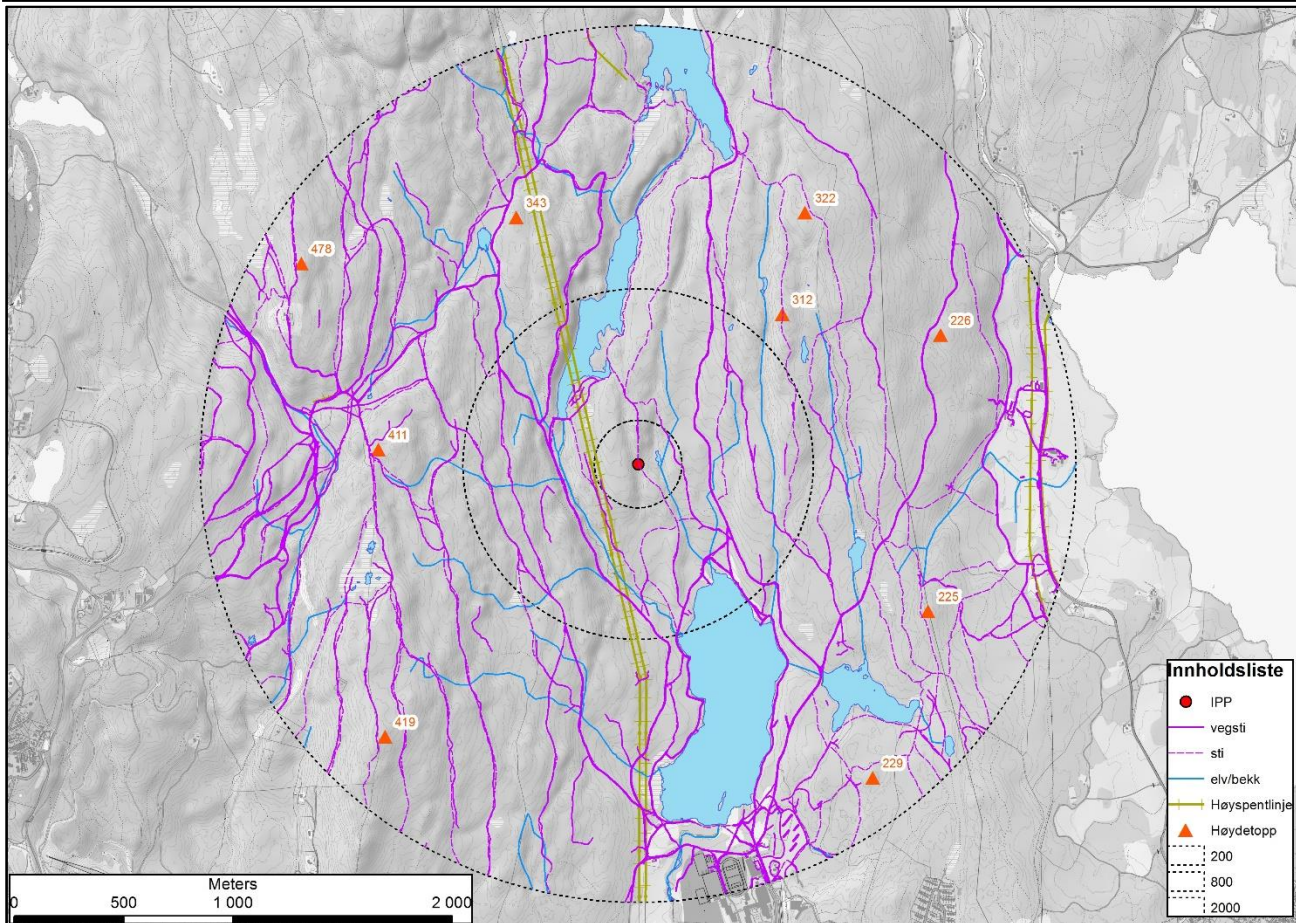 478
343
322
312
226
411
225
419
229
Innholdsliste
IPP
vegsti
sti
elv/bekk
Høyspentlinje
Høydetopp
200
800
2000
Meters
0 500 1 000 2 000